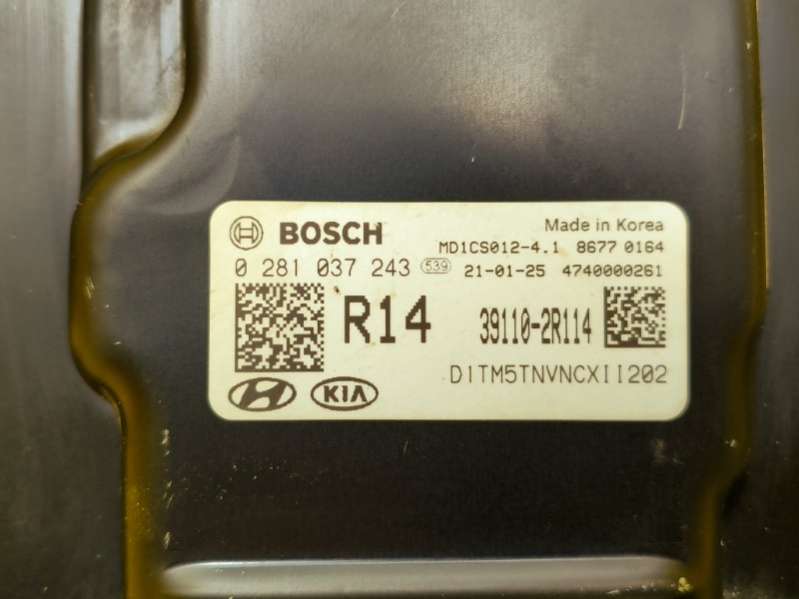 BOSCH
Made in Korea
MD1CS012-4.1 8677 0164
0 281 037 243 539 21-01-25 4740000261
R14 39110-2R114
D1TM5TNVNCXII202
KIA